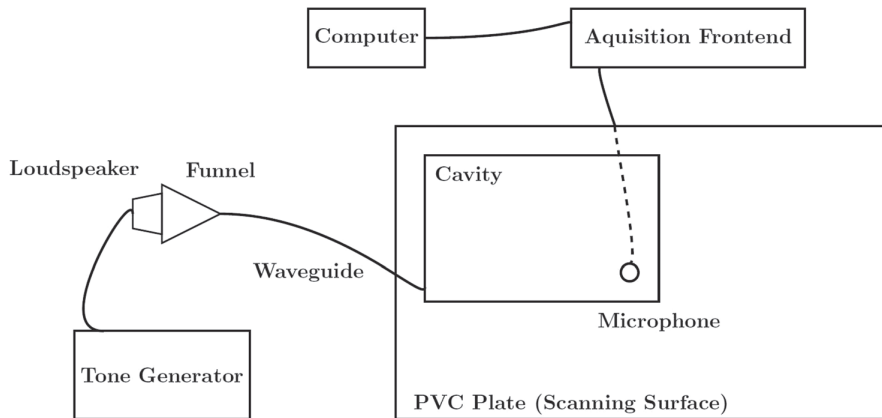 Computer
Aquisition Frontend
Loudspeaker
Funnel
Cavity
Waveguide
Microphone
Tone Generator
PVC Plate (Scanning Surface)